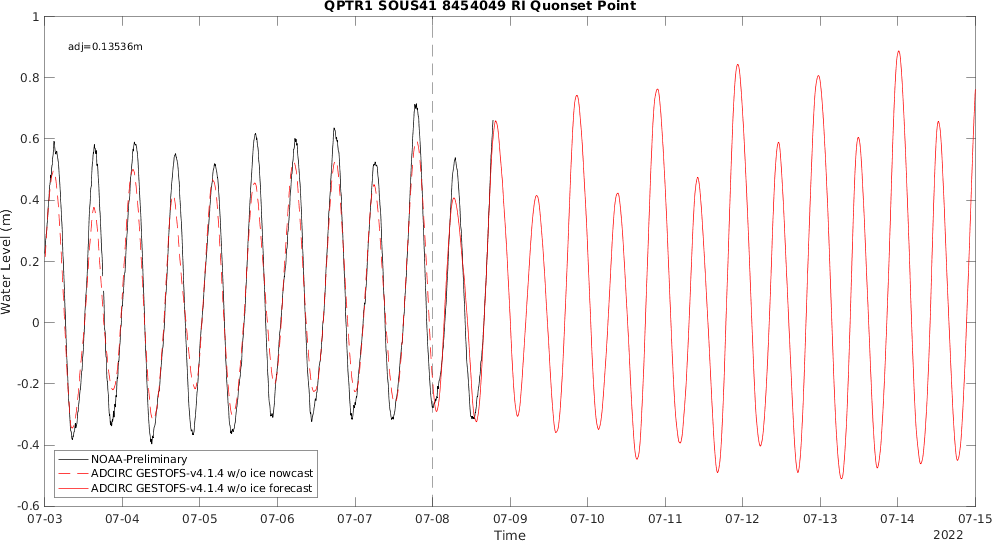 QPTR1 SOUS41 8454049 RI Quonset Point
1
adj=0.13536m
0.8
0.6
0.4
0.2
0
-0.2
-0.4
-0.6
Water Level (m)
NOAA-Preliminary
ADCIRC GESTOFS-v4.1.4 w/o ice nowcast
ADCIRC GESTOFS-v4.1.4 w/o ice forecast
07-03 07-04 07-05 07-06 07-07 07-08 07-09 07-10 07-11 07-12 07-13 07-14 07-15
Time
2022